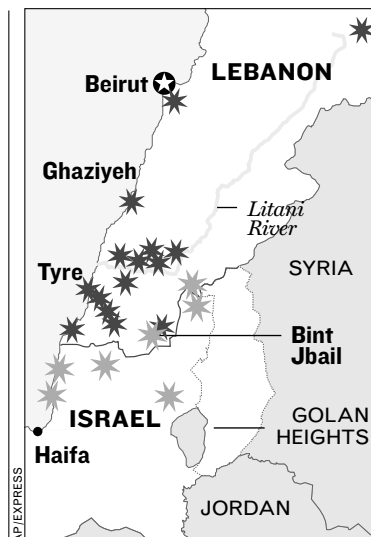 LEBANON
Beirut
Ghaziyeh
Litani
River
Tyre
SYRIA
Bint
Jbail
ISRAEL
GOLAN
HEIGHTS
Haifa
JORDAN
AP/EXPRESS